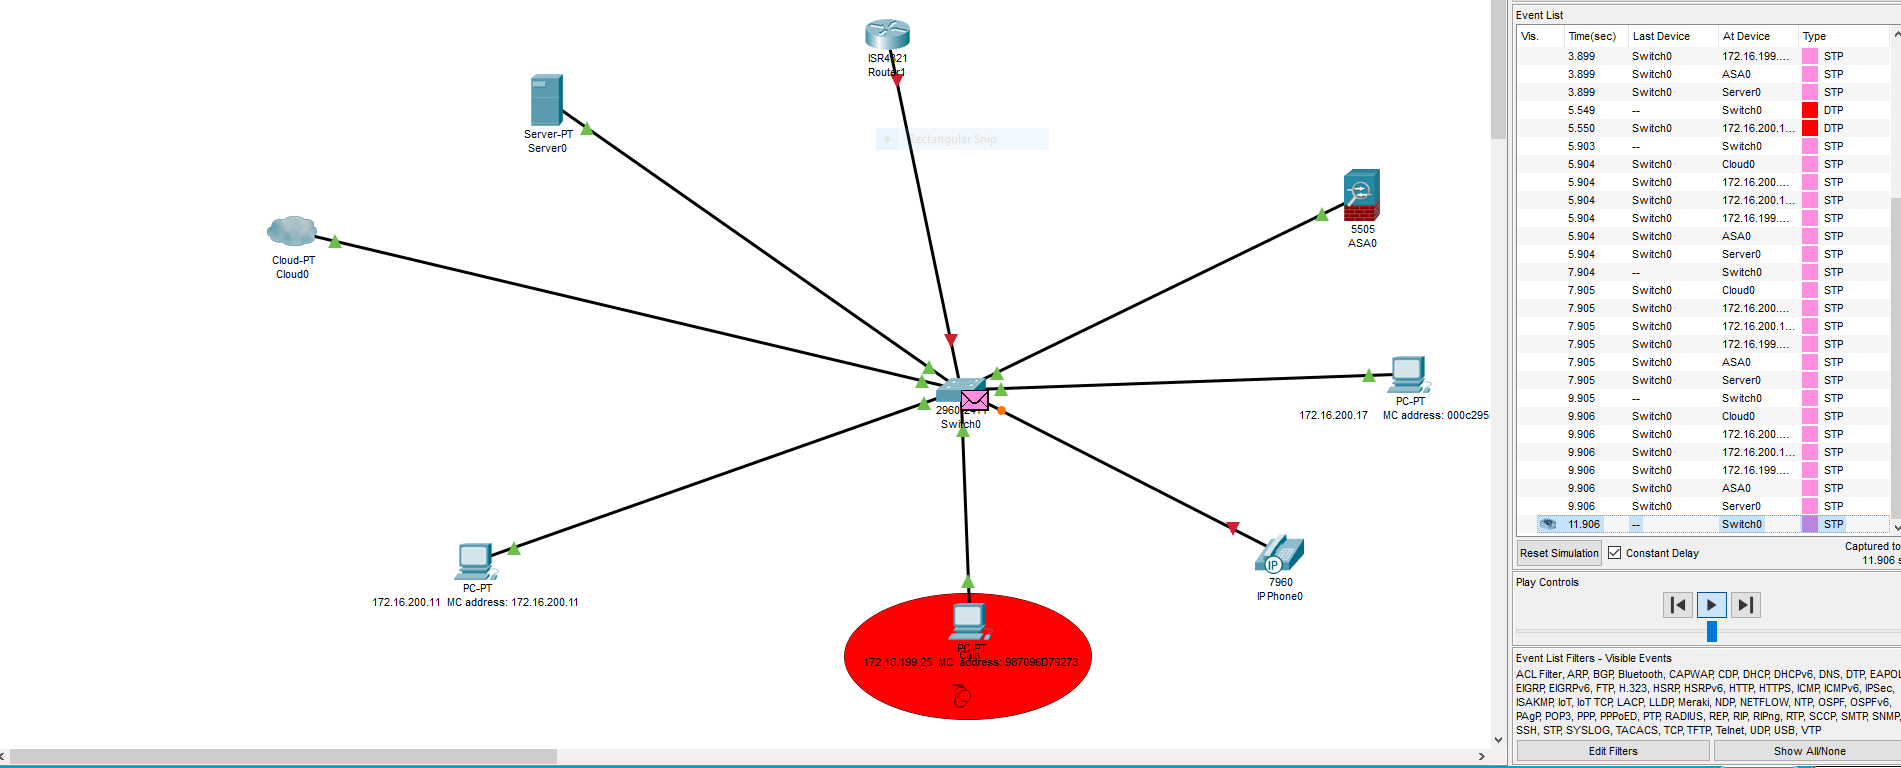 ISR4321
Router1
Rectangular Snip
Server-PT
Server0
5505
ASA0
Cloud-PT
Cloud0
Switch0
PC-PT
172.16.200.17 MC address: 000c295
PC-PT
172.16.200.11 MC address: 172.16.200.11
IP
7960
IP Phone0
PC-PT
Cain
172.16.199.25 MC address: 987096D79273
Event List
Vis. Time(sec) Last Device At Device Type
3.899 Switch0 172.16.199.... STP
3.899 Switch0 ASA0 STP
3.899 Switch0 Server0 STP
5.549 -- Switch0 DTP
5.550 Switch0 172.16.200.1... DTP
5.903 -- Switch0 STP
5.904 Switch0 Cloud0 STP
5.904 Switch0 172.16.200.... STP
5.904 Switch0 172.16.200.1... STP
5.904 Switch0 172.16.199.... STP
5.904 Switch0 ASA0 STP
5.904 Switch0 Server0 STP
7.904 -- Switch0 STP
7.905 Switch0 Cloud0 STP
7.905 Switch0 172.16.200.... STP
7.905 Switch0 172.16.200.1... STP
7.905 Switch0 172.16.199.... STP
7.905 Switch0 ASA0 STP
7.905 Switch0 Server0 STP
9.905 -- Switch0 STP
9.906 Switch0 Cloud0 STP
9.906 Switch0 172.16.200.... STP
9.906 Switch0 172.16.200.1... STP
9.906 Switch0 172.16.199.... STP
9.906 Switch0 ASA0 STP
9.906 Switch0 Server0 STP
11.906 -- Switch0 STP
Reset Simulation Constant Delay Captured to
11.906 s
Play Controls
Event List Filters - Visible Events
ACL Filter, ARP, BGP, Bluetooth, CAPWAP, CDP, DHCP, DHCPv6, DNS, DTP, EAPOL
EIGRP, EIGRPv6, FTP, H.323, HSRP, HSRPv6, HTTP, HTTPS, ICMP, ICMPv6, IPSec,
ISAKMP, IoT, IoT TCP, LACP, LLDP, Meraki, NDP, NETFLOW, NTP, OSPF, OSPFv6,
PAgP, POP3, PPP, PPPoED, PTP, RADIUS, REP, RIP, RIPng, RTP, SCCP, SMTP, SNMP,
SSH, STP, SYSLOG, TACACS, TCP, TFTP, Telnet, UDP, USB, VTP
Edit Filters Show All/None